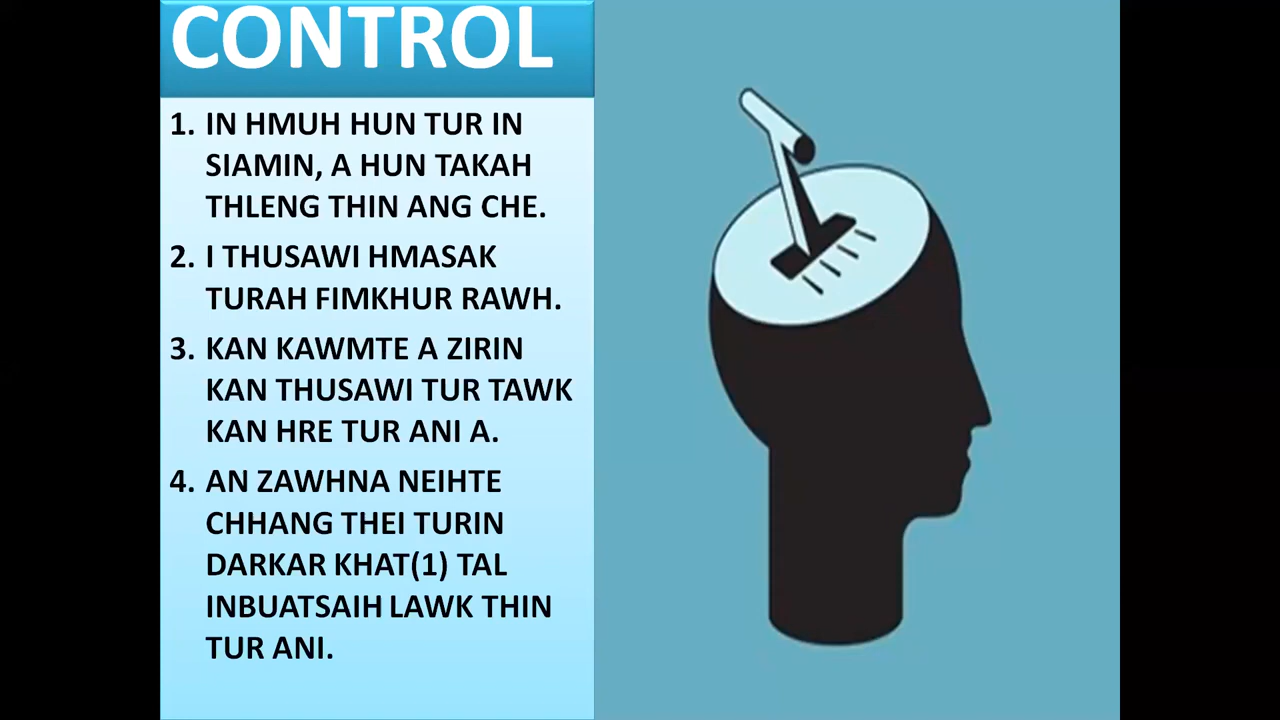 CONTROL
1. IN HMUH HUN TUR IN
SIAMIN, A HUN TAKAH
THLENG THIN ANG CHE.
2. I THUSAWI HMASAK
TURAH FIMKHUR RAWH.
3. KAN KAWMTE A ZIRIN
KAN THUSAWI TUR TAWK
KAN HRE TUR ANI A.
4. AN ZAWHNA NEIHTE
CHHANG THEI TURIN
DARKAR KHAT(1) TAL
INBUATSAIH LAWK THIN
TUR ANI.